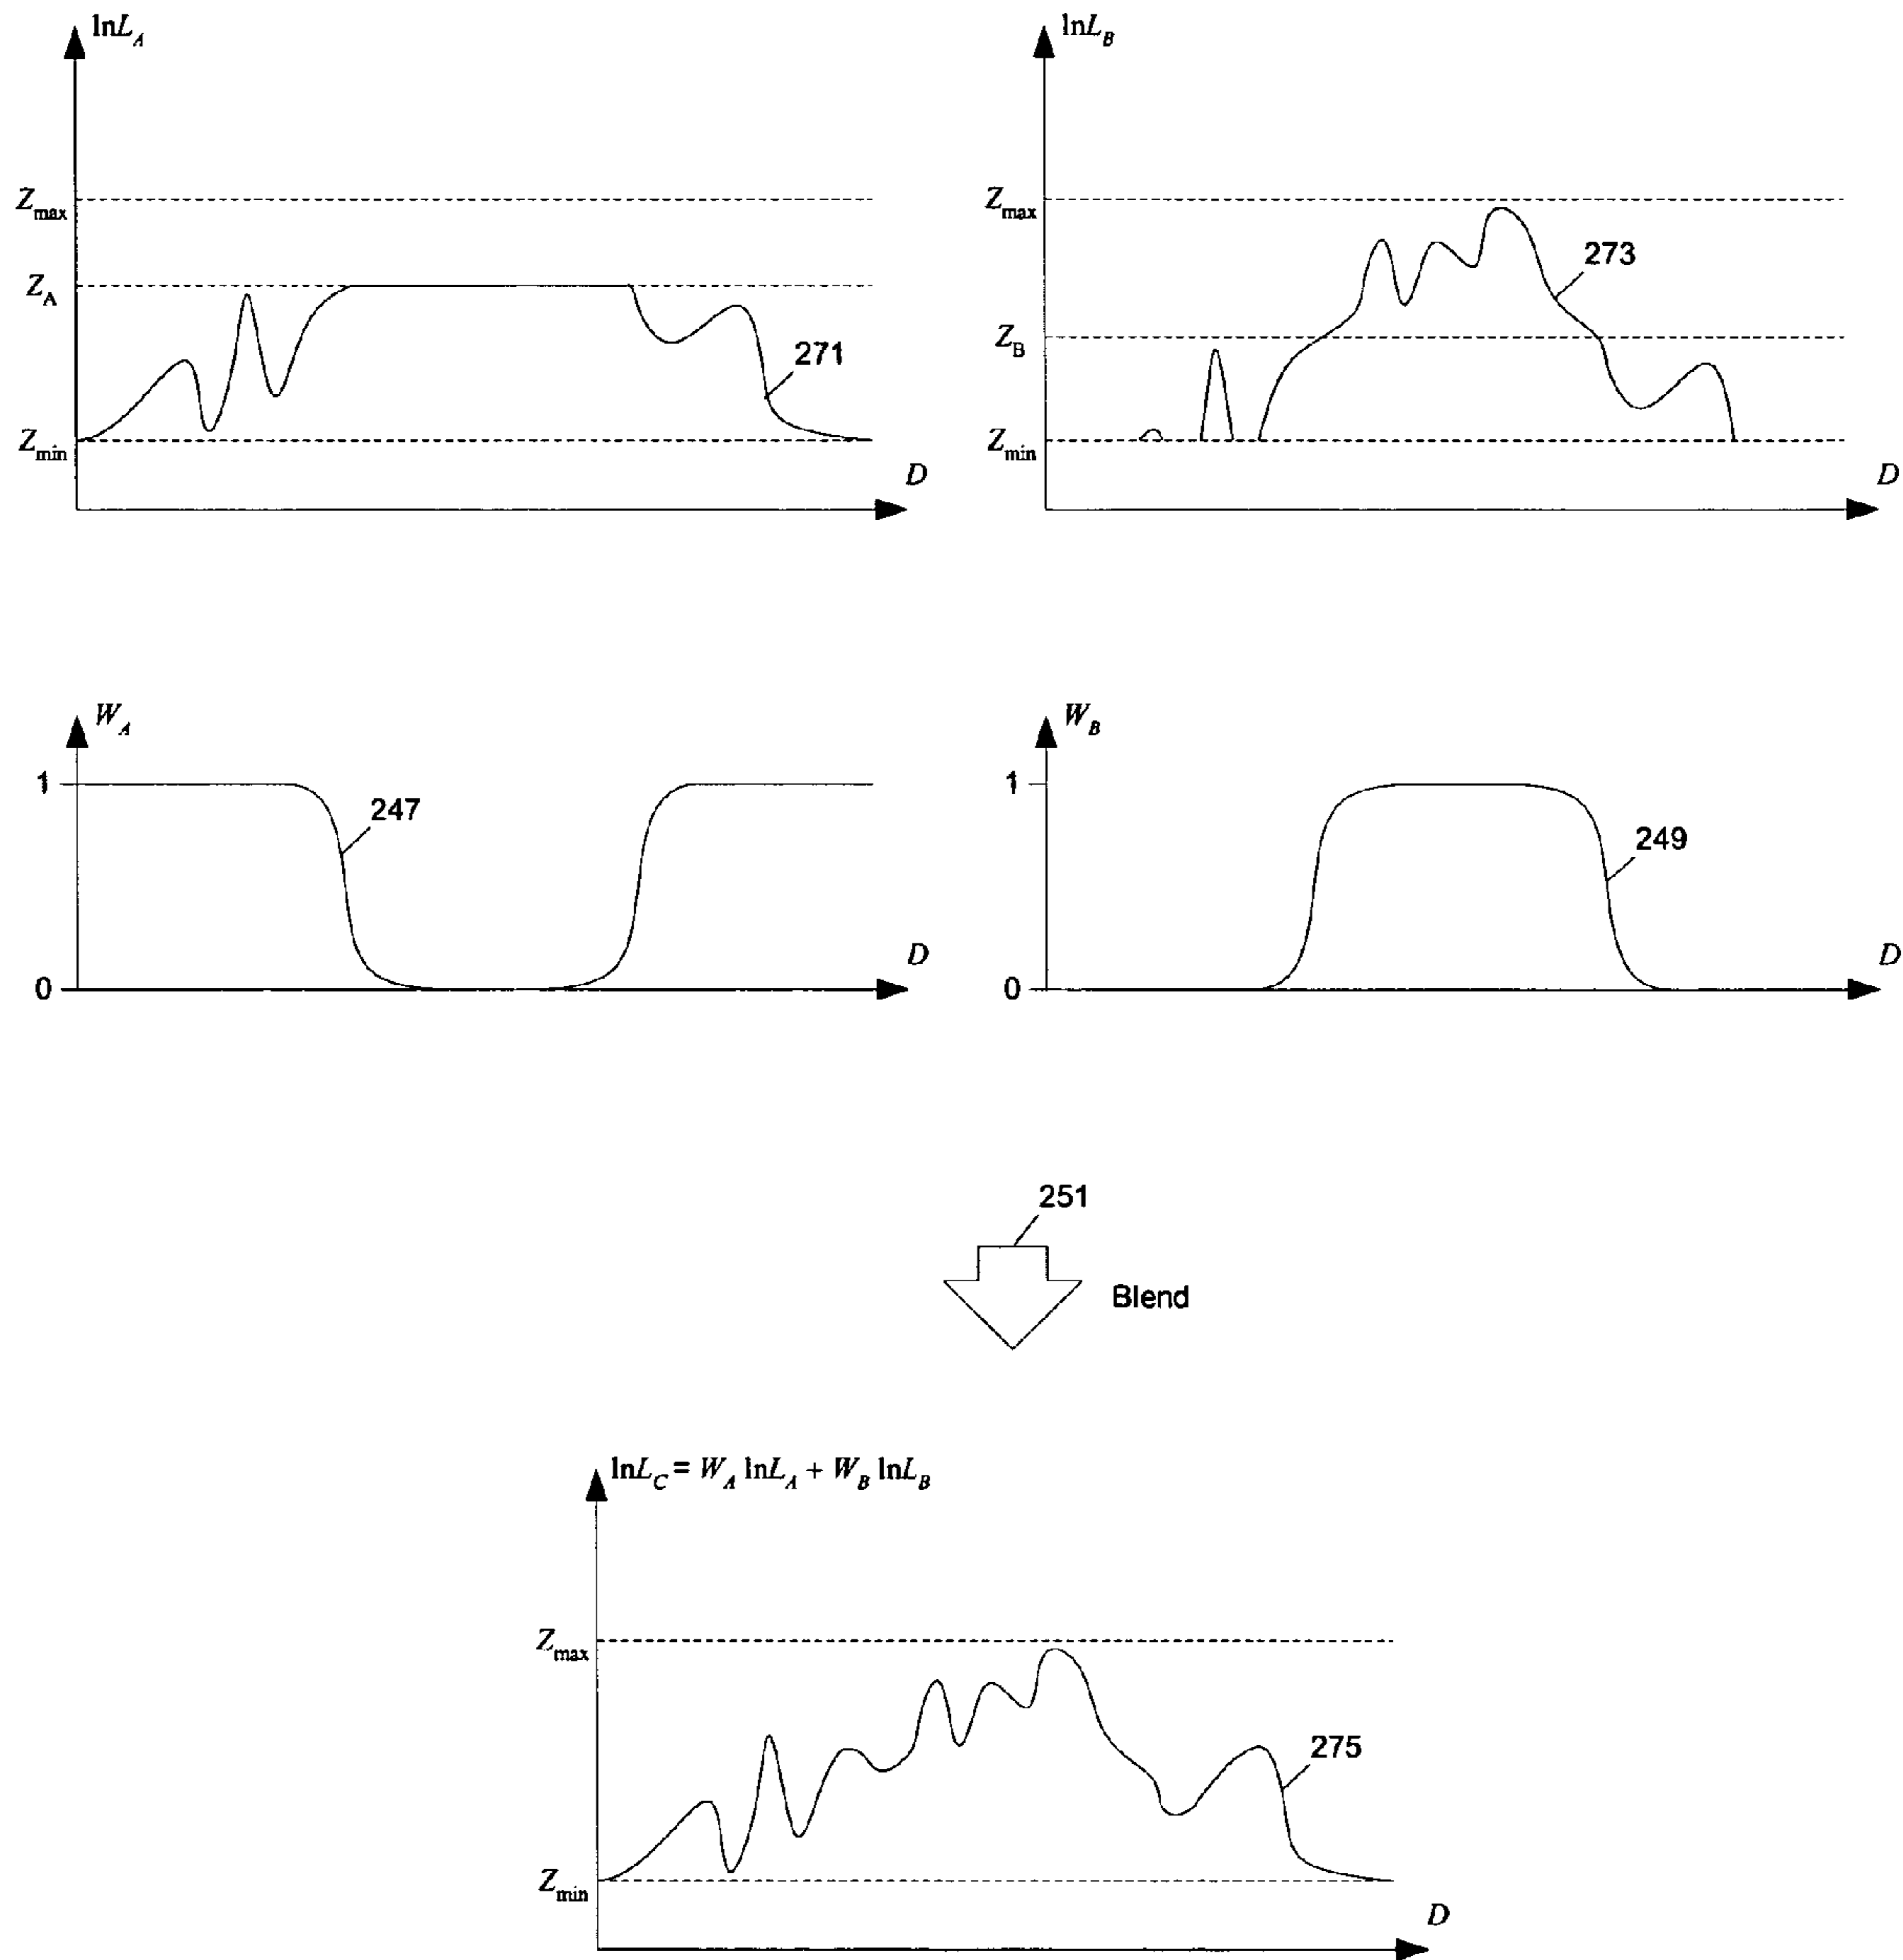 lnL_A
Z_max
Z_A
271
Z_min
D
lnL_B
Z_max
273
Z_B
Z_min
D
W_A
1
247
D
0
W_B
1
249
D
0
251
Blend
lnL_C = W_A lnL_A + W_B lnL_B
Z_max
275
Z_min
D